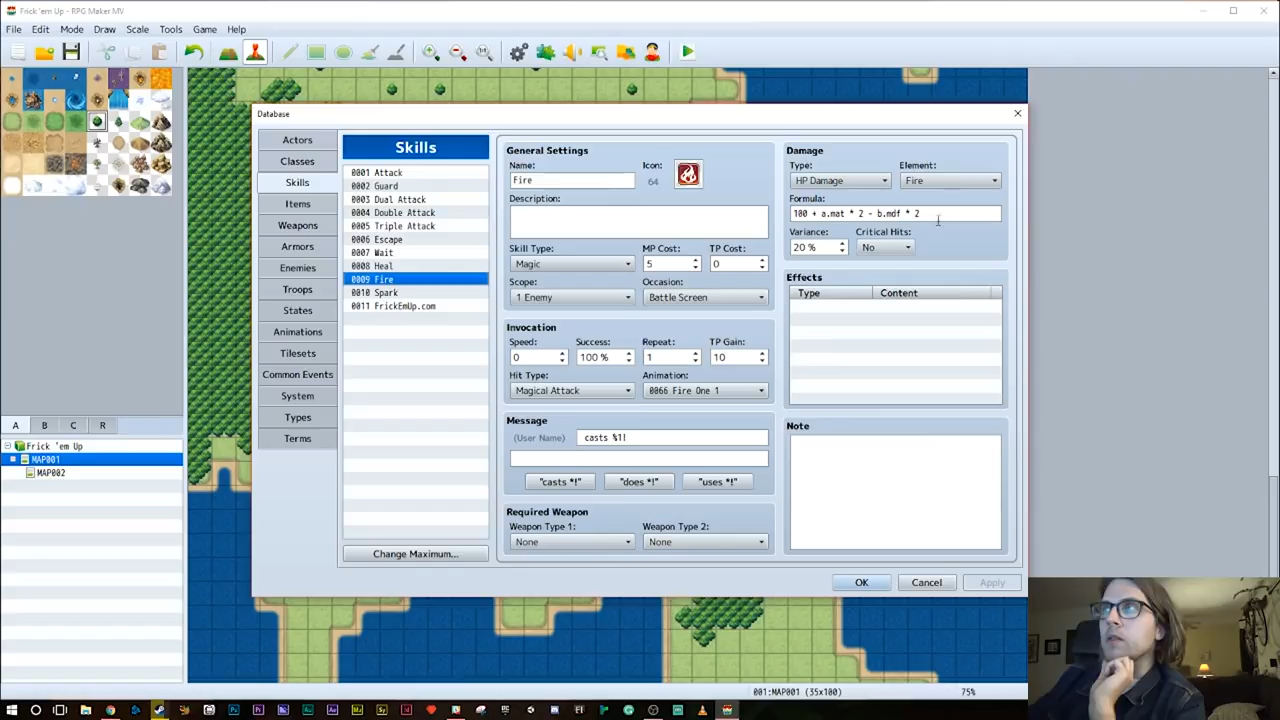 Frick 'em Up - RPG Maker MV
File Edit Mode Draw Scale Tools Game Help
Database
Actors
Classes
Skills
Items
Weapons
Armors
Enemies
Troops
States
Animations
Tilesets
Common Events
System
Types
Terms
Skills
0001 Attack
0002 Guard
0003 Dual Attack
0004 Double Attack
0005 Triple Attack
0006 Escape
0007 Wait
0008 Heal
0009 Fire
0010 Spark
0011 FrickEmUp.com
Change Maximum...
General Settings
Name: Icon:
Fire 64
Description:
Skill Type: MP Cost: TP Cost:
Magic 5 0
Scope: Occasion:
1 Enemy Battle Screen
Invocation
Speed: Success: Repeat: TP Gain:
0 100 % 1 10
Hit Type: Animation:
Magical Attack 0066 Fire One 1
Message
(User Name) casts %1!
"casts *!" "does *!" "uses *!"
Required Weapon
Weapon Type 1: Weapon Type 2:
None None
Damage
Type: Element:
HP Damage Fire
Formula:
100 + a.mat * 2 - b.mdf * 2
Variance: Critical Hits:
20 % No
Effects
Type Content
Note
OK Cancel Apply
A B C R
Frick 'em Up
MAP001
MAP002
001:MAP001 (35x100) 75%